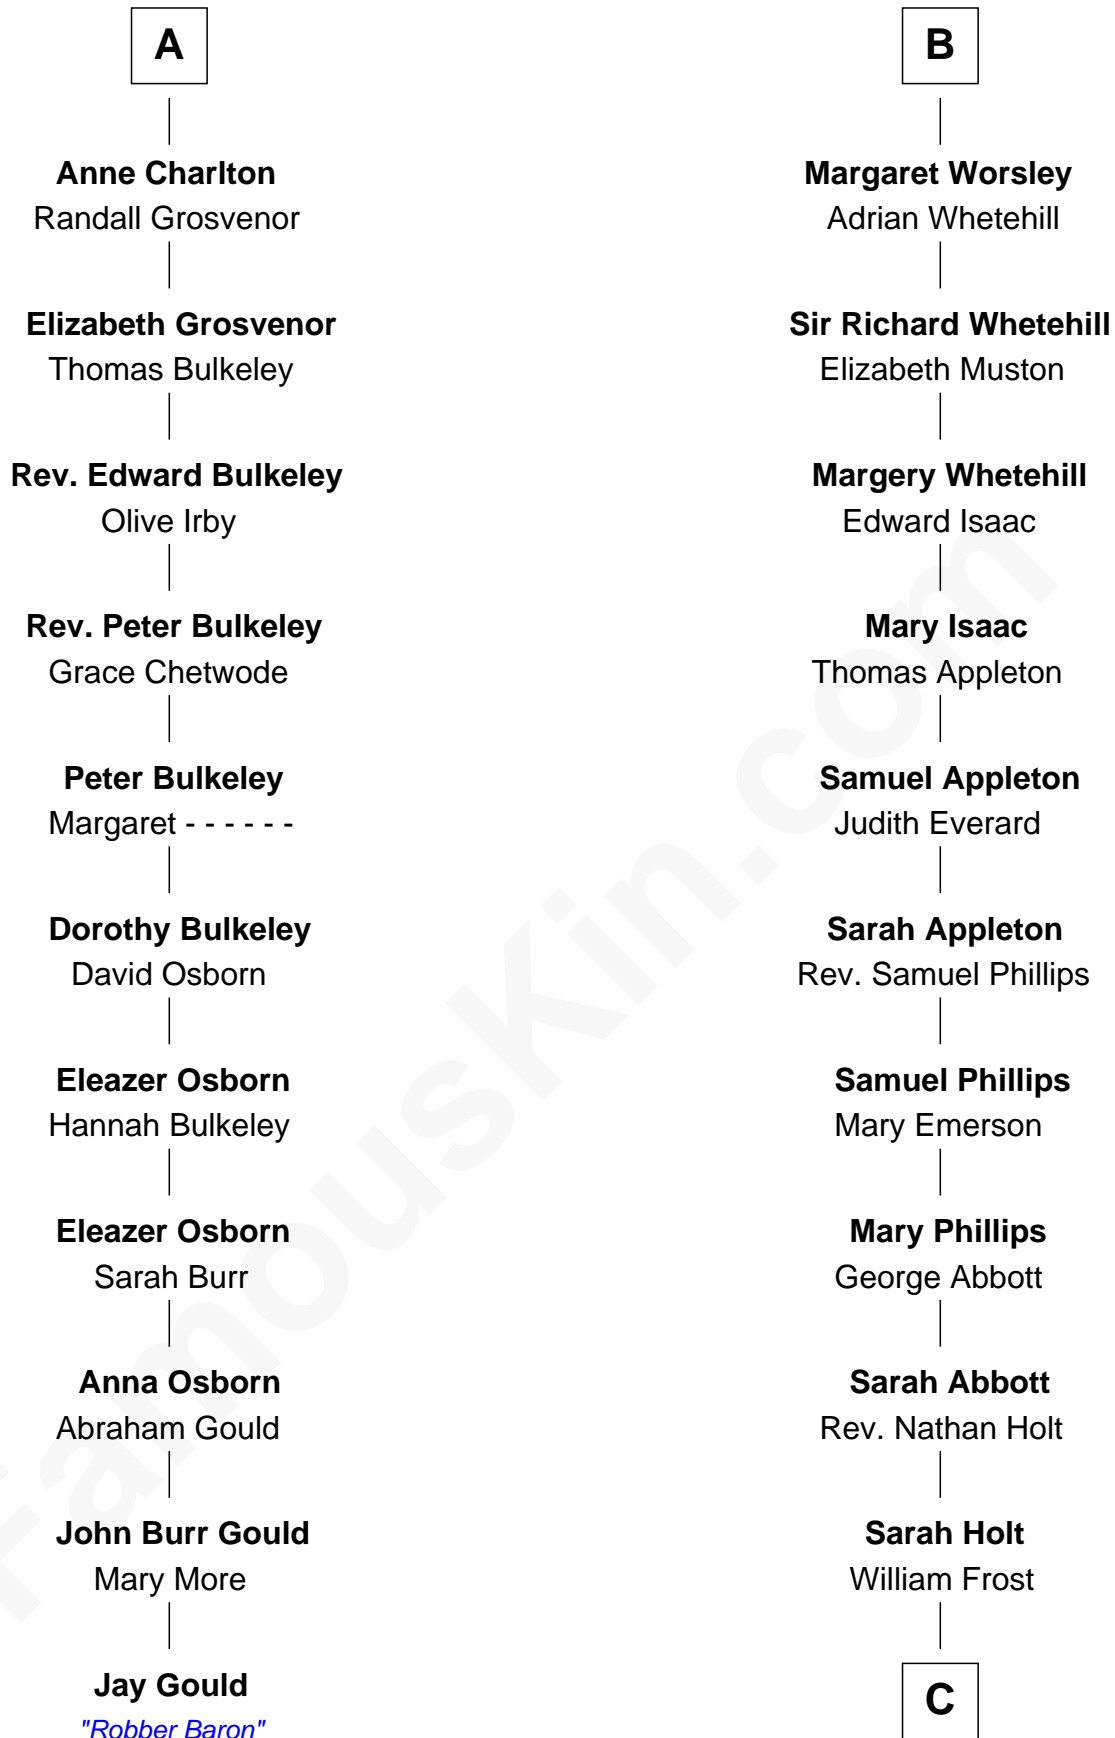 A
Anne Charlton
Randall Grosvenor
Elizabeth Grosvenor
Thomas Bulkeley
Rev. Edward Bulkeley
Olive Irby
Rev. Peter Bulkeley
Grace Chetwode
Peter Bulkeley
Margaret - - - - - -
Dorothy Bulkeley
David Osborn
Eleazer Osborn
Hannah Bulkeley
Eleazer Osborn
Sarah Burr
Anna Osborn
Abraham Gould
John Burr Gould
Mary More
Jay Gould
"Robber Baron"
B
Margaret Worsley
Adrian Whetehill
Sir Richard Whetehill
Elizabeth Muston
Margery Whetehill
Edward Isaac
Mary Isaac
Thomas Appleton
Samuel Appleton
Judith Everard
Sarah Appleton
Rev. Samuel Phillips
Samuel Phillips
Mary Emerson
Mary Phillips
George Abbott
Sarah Abbott
Rev. Nathan Holt
Sarah Holt
William Frost
C
FamousKin.com